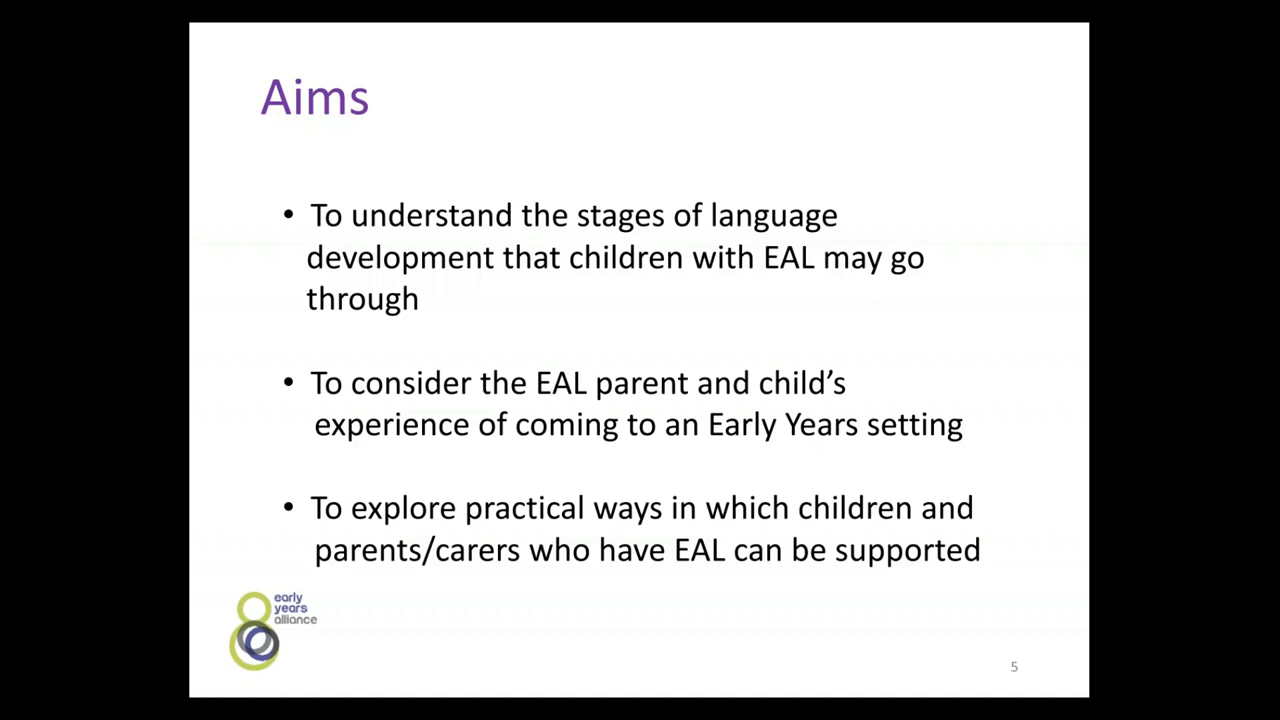 Aims
• To understand the stages of language
development that children with EAL may go
through
• To consider the EAL parent and child’s
experience of coming to an Early Years setting
• To explore practical ways in which children and
parents/carers who have EAL can be supported
early
years
alliance
5